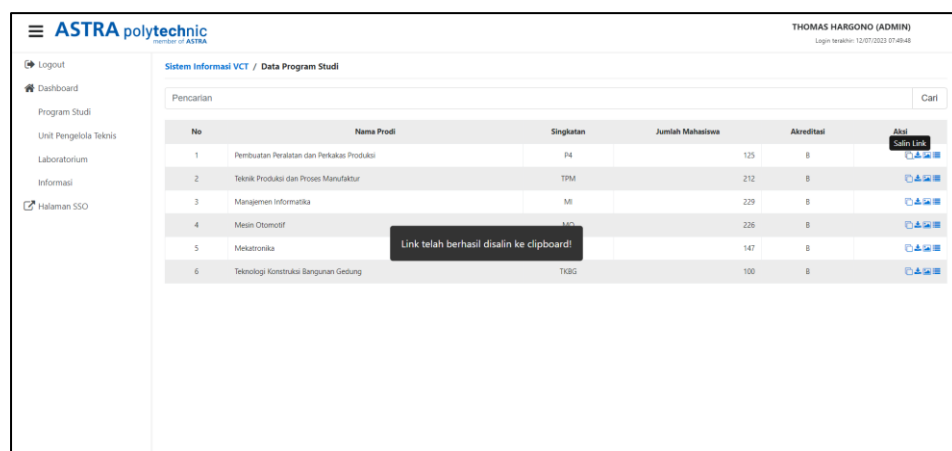 ASTRA polytechnic
member of ASTRA
THOMAS HARGONO (ADMIN)
Login terakhir: 12/07/2023 07:49:48
Logout
Dashboard
Program Studi
Unit Pengelola Teknis
Laboratorium
Informasi
Halaman SSO
Sistem Informasi VCT / Data Program Studi
Pencarian Cari
No Nama Prodi Singkatan Jumlah Mahasiswa Akreditasi Aksi
Salin Link
1 Pembuatan Peralatan dan Perkakas Produksi P4 125 B
2 Teknik Produksi dan Proses Manufaktur TPM 212 B
3 Manajemen Informatika MI 229 B
4 Mesin Otomotif MO 226 B
Link telah berhasil disalin ke clipboard!
5 Mekatronika 147 B
6 Teknologi Konstruksi Bangunan Gedung TKBG 100 B